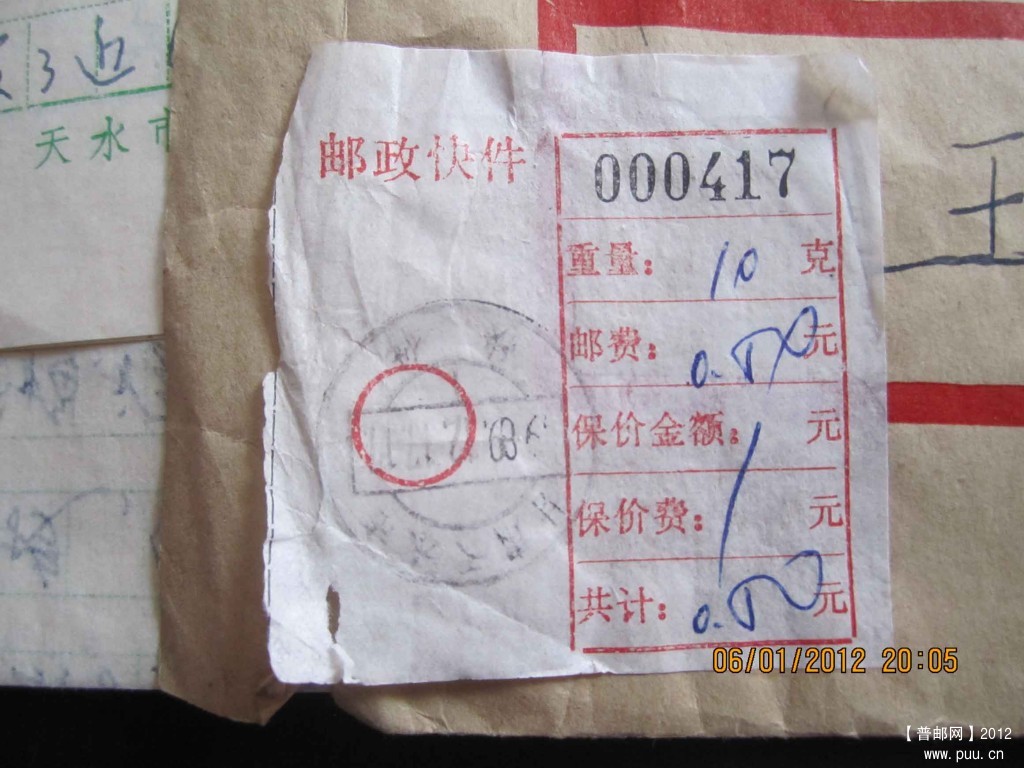 近
天水市
邮政快件
000417
重量： 10 克
邮费： 0.50 元
保价金额： / 元
保价费： 元
共计： 0.50 元
王
06/01/2012 20:05
【普邮网】2012
www.puu.cn